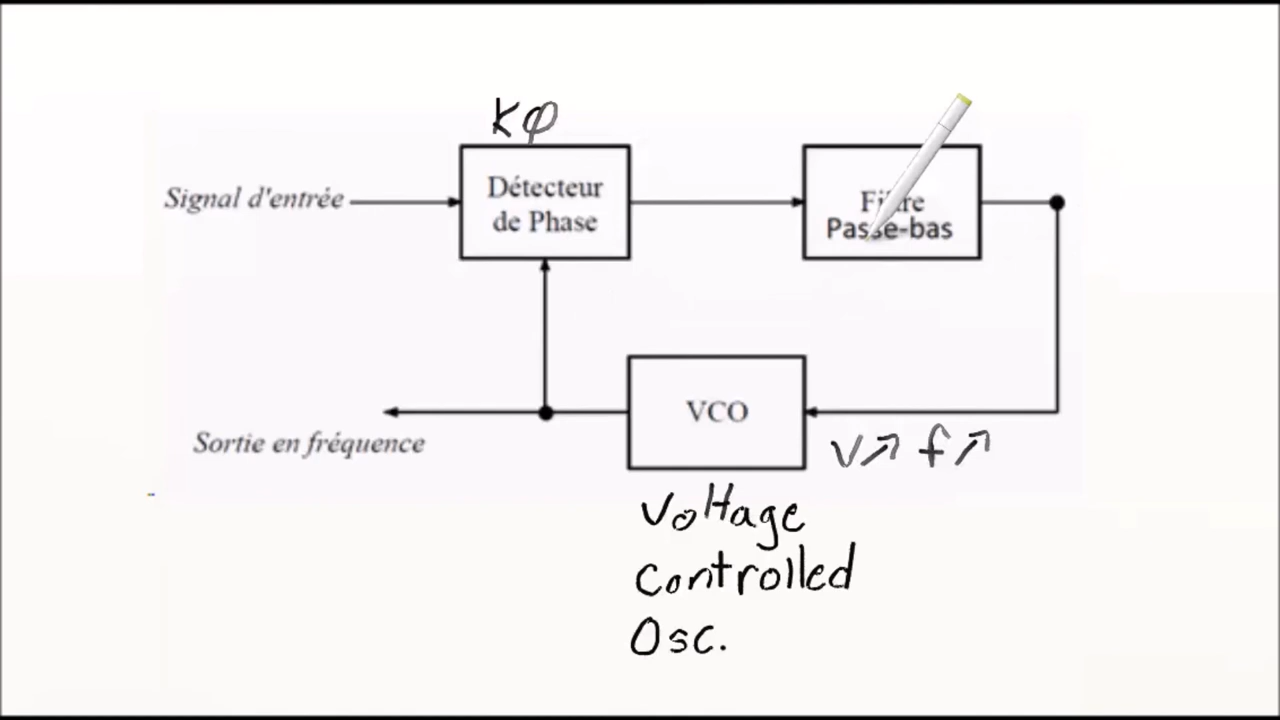 Kφ
Signal d'entrée
Détecteur
de Phase
Filtre
Passe-bas
VCO
Sortie en fréquence
V↗ f↗
Voltage
Controlled
Osc.